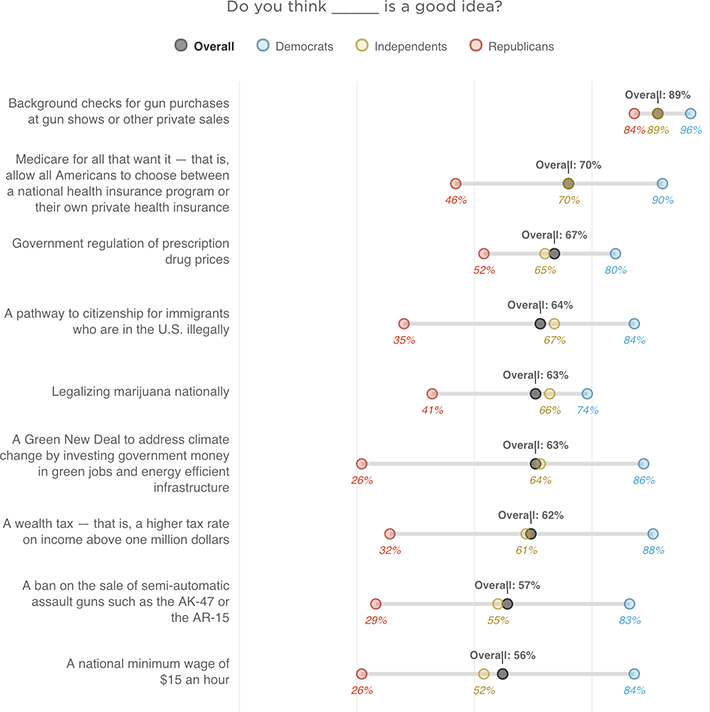 Do you think _____ is a good idea?
Overall Democrats Independents Republicans
Background checks for gun purchases
at gun shows or other private sales
Overall: 89%
84% 89% 96%
Medicare for all that want it — that is,
allow all Americans to choose between
a national health insurance program or
their own private health insurance
Overall: 70%
46% 70% 90%
Government regulation of prescription
drug prices
Overall: 67%
52% 65% 80%
A pathway to citizenship for immigrants
who are in the U.S. illegally
Overall: 64%
35% 67% 84%
Legalizing marijuana nationally
Overall: 63%
41% 66% 74%
A Green New Deal to address climate
change by investing government money
in green jobs and energy efficient
infrastructure
Overall: 63%
26% 64% 86%
A wealth tax — that is, a higher tax rate
on income above one million dollars
Overall: 62%
32% 61% 88%
A ban on the sale of semi-automatic
assault guns such as the AK-47 or
the AR-15
Overall: 57%
29% 55% 83%
A national minimum wage of
$15 an hour
Overall: 56%
26% 52% 84%